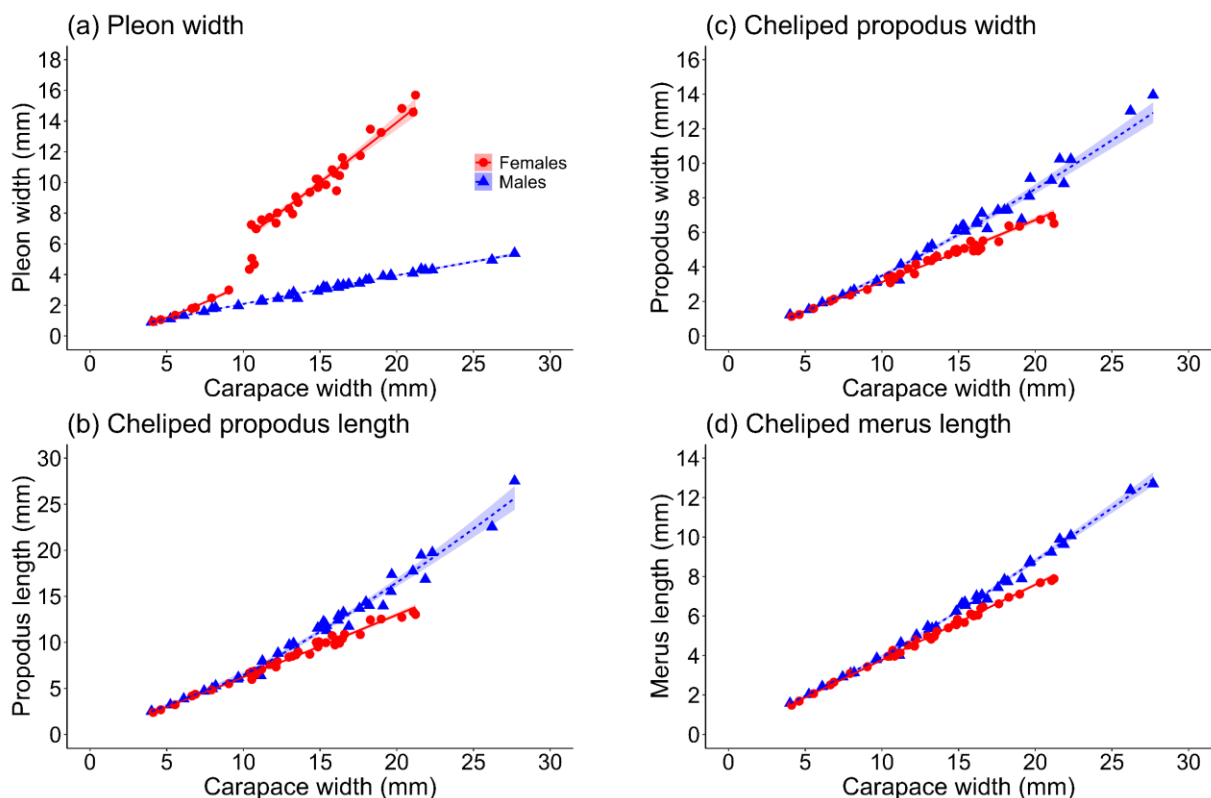 (a) Pleon width
18
16
14
12
10
8
6
4
2
0
Pleon width (mm)
Females
Males
0 5 10 15 20 25 30
Carapace width (mm)
(b) Cheliped propodus length
30
25
20
15
10
5
0
Propodus length (mm)
0 5 10 15 20 25 30
Carapace width (mm)
(c) Cheliped propodus width
16
14
12
10
8
6
4
2
0
Propodus width (mm)
0 5 10 15 20 25 30
Carapace width (mm)
(d) Cheliped merus length
14
12
10
8
6
4
2
0
Merus length (mm)
0 5 10 15 20 25 30
Carapace width (mm)